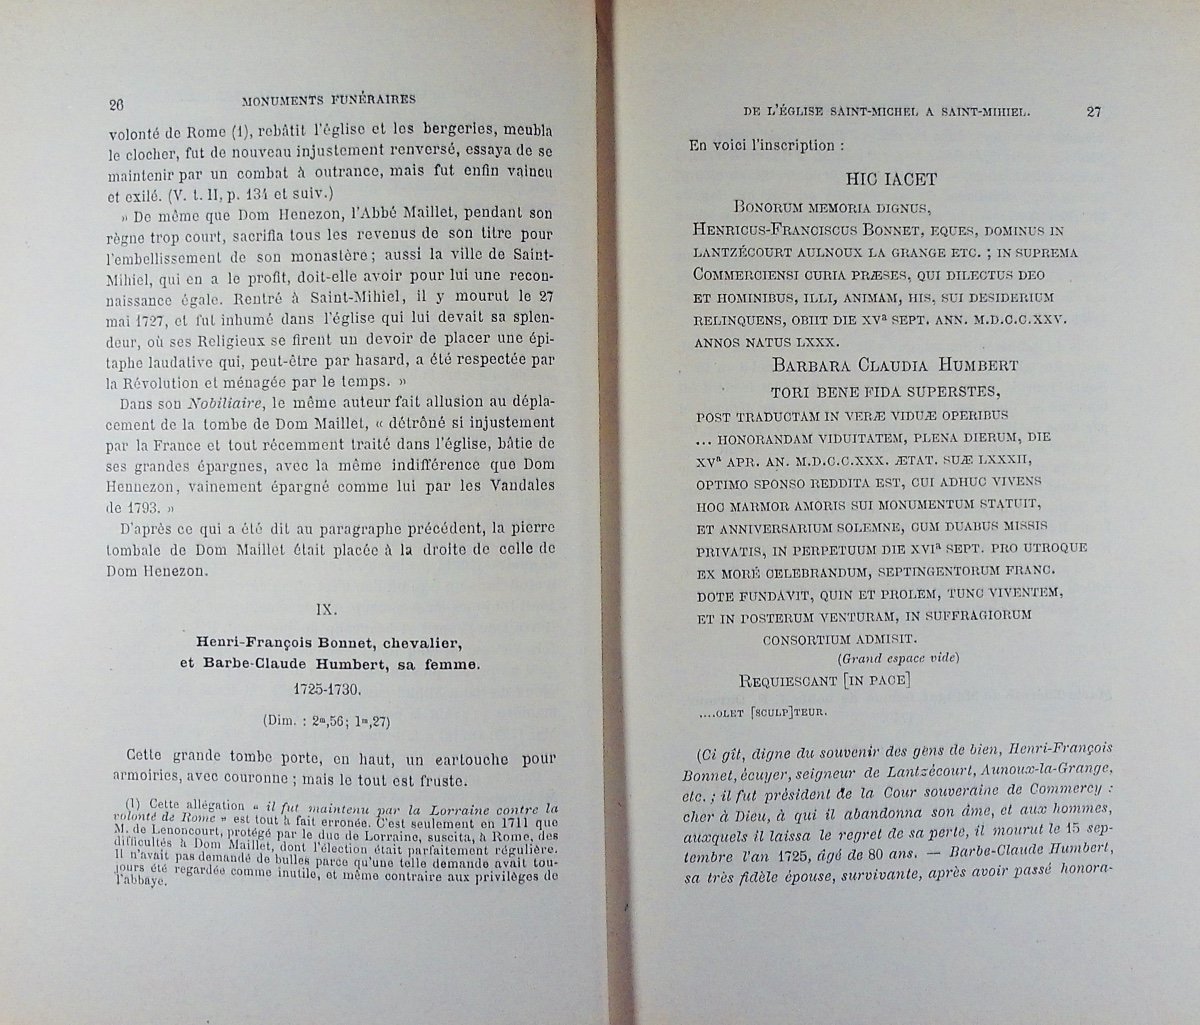 26
MONUMENTS FUNÉRAIRES
volonté de Rome (1), rebâtit l'église et les bergeries, meubla
le clocher, fut de nouveau injustement renversé, essaya de se
maintenir par un combat à outrance, mais fut enfin vaincu
et exilé. (V. t. II, p. 134 et suiv.)
» De même que Dom Henezon, l'Abbé Maillet, pendant son
règne trop court, sacrifia tous les revenus de son titre pour
l'embellissement de son monastère ; aussi la ville de Saint-
Mihiel, qui en a le profit, doit-elle avoir pour lui une recon-
naissance égale. Rentré à Saint-Mihiel, il y mourut le 27
mai 1727, et fut inhumé dans l'église qui lui devait sa splen-
deur, où ses Religieux se firent un devoir de placer une épi-
taphe laudative qui, peut-être par hasard, a été respectée par
la Révolution et ménagée par le temps. »
Dans son Nobiliaire, le même auteur fait allusion au dépla-
cement de la tombe de Dom Maillet, « détrôné si injustement
par la France et tout récemment traité dans l'église, bâtie de
ses grandes épargnes, avec la même indifférence que Dom
Hennezon, vainement épargné comme lui par les Vandales
de 1793. »
D'après ce qui a été dit au paragraphe précédent, la pierre
tombale de Dom Maillet était placée à la droite de celle de
Dom Henezon.
IX.
Henri-François Bonnet, chevalier,
et Barbe-Claude Humbert, sa femme.
1725-1730.
(Dim. : 2m,56 ; 1m,27)
Cette grande tombe porte, en haut, un cartouche pour
armoiries, avec couronne ; mais le tout est fruste.
(1) Cette allégation « il fut maintenu par la Lorraine contre la
volonté de Rome » est tout à fait erronée. C'est seulement en 1711 que
M. de Lenoncourt, protégé par le duc de Lorraine, suscita, à Rome, des
difficultés à Dom Maillet, dont l'élection était parfaitement régulière.
Il n'avait pas demandé de bulles parce qu'une telle demande avait tou-
jours été regardée comme inutile, et même contraire aux privilèges de
l'abbaye.
DE L'ÉGLISE SAINT-MICHEL A SAINT-MIHIEL.
27
En voici l'inscription :
HIC IACET
BONORUM MEMORIA DIGNUS,
HENRICUS-FRANCISCUS BONNET, EQUES, DOMINUS IN
LANTZÉCOURT AULNOUX LA GRANGE ETC. ; IN SUPREMA
COMMERCIENSI CURIA PRÆSES, QUI DILECTUS DEO
ET HOMINIBUS, ILLI, ANIMAM, HIS, SUI DESIDERIUM
RELINQUENS, OBIIT DIE XVa SEPT. ANN. M.D.C.C.XXV.
ANNOS NATUS LXXX.
BARBARA CLAUDIA HUMBERT
TORI BENE FIDA SUPERSTES,
POST TRADUCTAM IN VERÆ VIDUÆ OPERIBUS
... HONORANDAM VIDUITATEM, PLENA DIERUM, DIE
XVa APR. AN. M.D.C.C.XXX. ÆTAT. SUÆ LXXXII,
OPTIMO SPONSO REDDITA EST, CUI ADHUC VIVENS
HOC MARMOR AMORIS SUI MONUMENTUM STATUIT,
ET ANNIVERSARIUM SOLEMNE, CUM DUABUS MISSIS
PRIVATIS, IN PERPETUUM DIE XVIa SEPT. PRO UTROQUE
EX MORÉ CELEBRANDUM, SEPTINGENTORUM FRANC.
DOTE FUNDAVIT, QUIN ET PROLEM, TUNC VIVENTEM,
ET IN POSTERUM VENTURAM, IN SUFFRAGIORUM
CONSORTIUM ADMISIT.
(Grand espace vide)
REQUIESCANT [IN PACE]
....OLET [SCULP]TEUR.
(Ci gît, digne du souvenir des gens de bien, Henri-François
Bonnet, écuyer, seigneur de Lantzécourt, Aunoux-la-Grange,
etc. ; il fut président de la Cour souveraine de Commercy :
cher à Dieu, à qui il abandonna son âme, et aux hommes,
auxquels il laissa le regret de sa perte, il mourut le 15 sep-
tembre l'an 1725, âgé de 80 ans. — Barbe-Claude Humbert,
sa très fidèle épouse, survivante, après avoir passé honora-